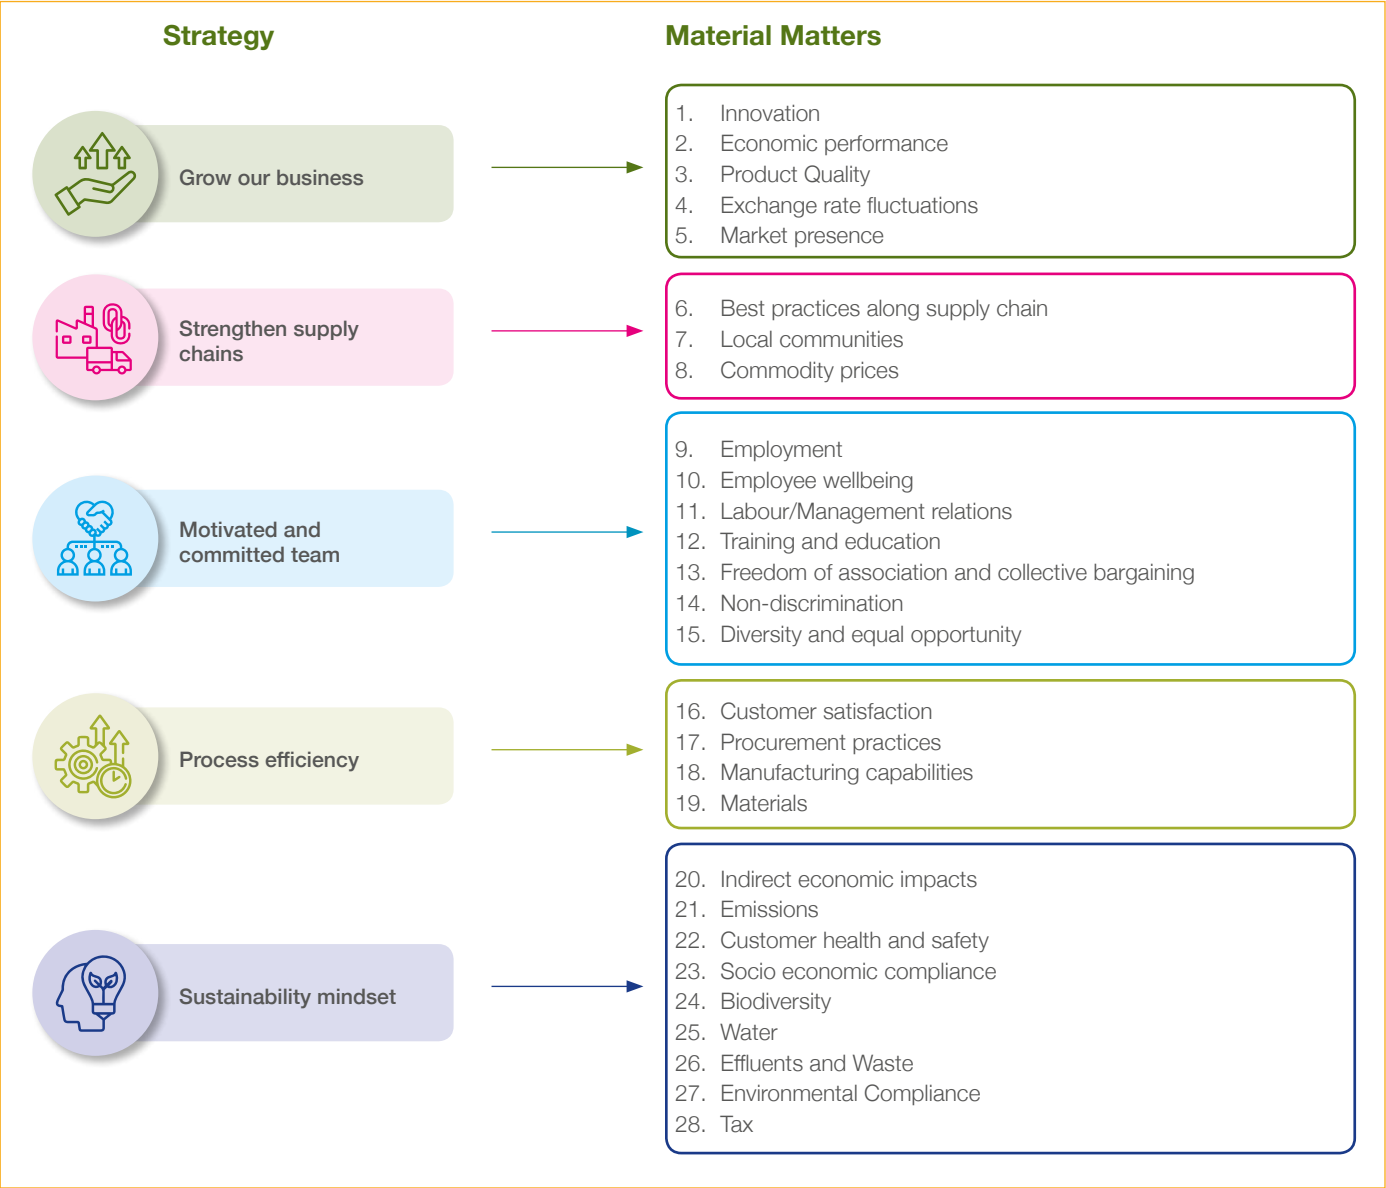 Strategy
Material Matters
Grow our business
1. Innovation
2. Economic performance
3. Product Quality
4. Exchange rate fluctuations
5. Market presence
Strengthen supply
chains
6. Best practices along supply chain
7. Local communities
8. Commodity prices
Motivated and
committed team
9. Employment
10. Employee wellbeing
11. Labour/Management relations
12. Training and education
13. Freedom of association and collective bargaining
14. Non-discrimination
15. Diversity and equal opportunity
Process efficiency
16. Customer satisfaction
17. Procurement practices
18. Manufacturing capabilities
19. Materials
Sustainability mindset
20. Indirect economic impacts
21. Emissions
22. Customer health and safety
23. Socio economic compliance
24. Biodiversity
25. Water
26. Effluents and Waste
27. Environmental Compliance
28. Tax